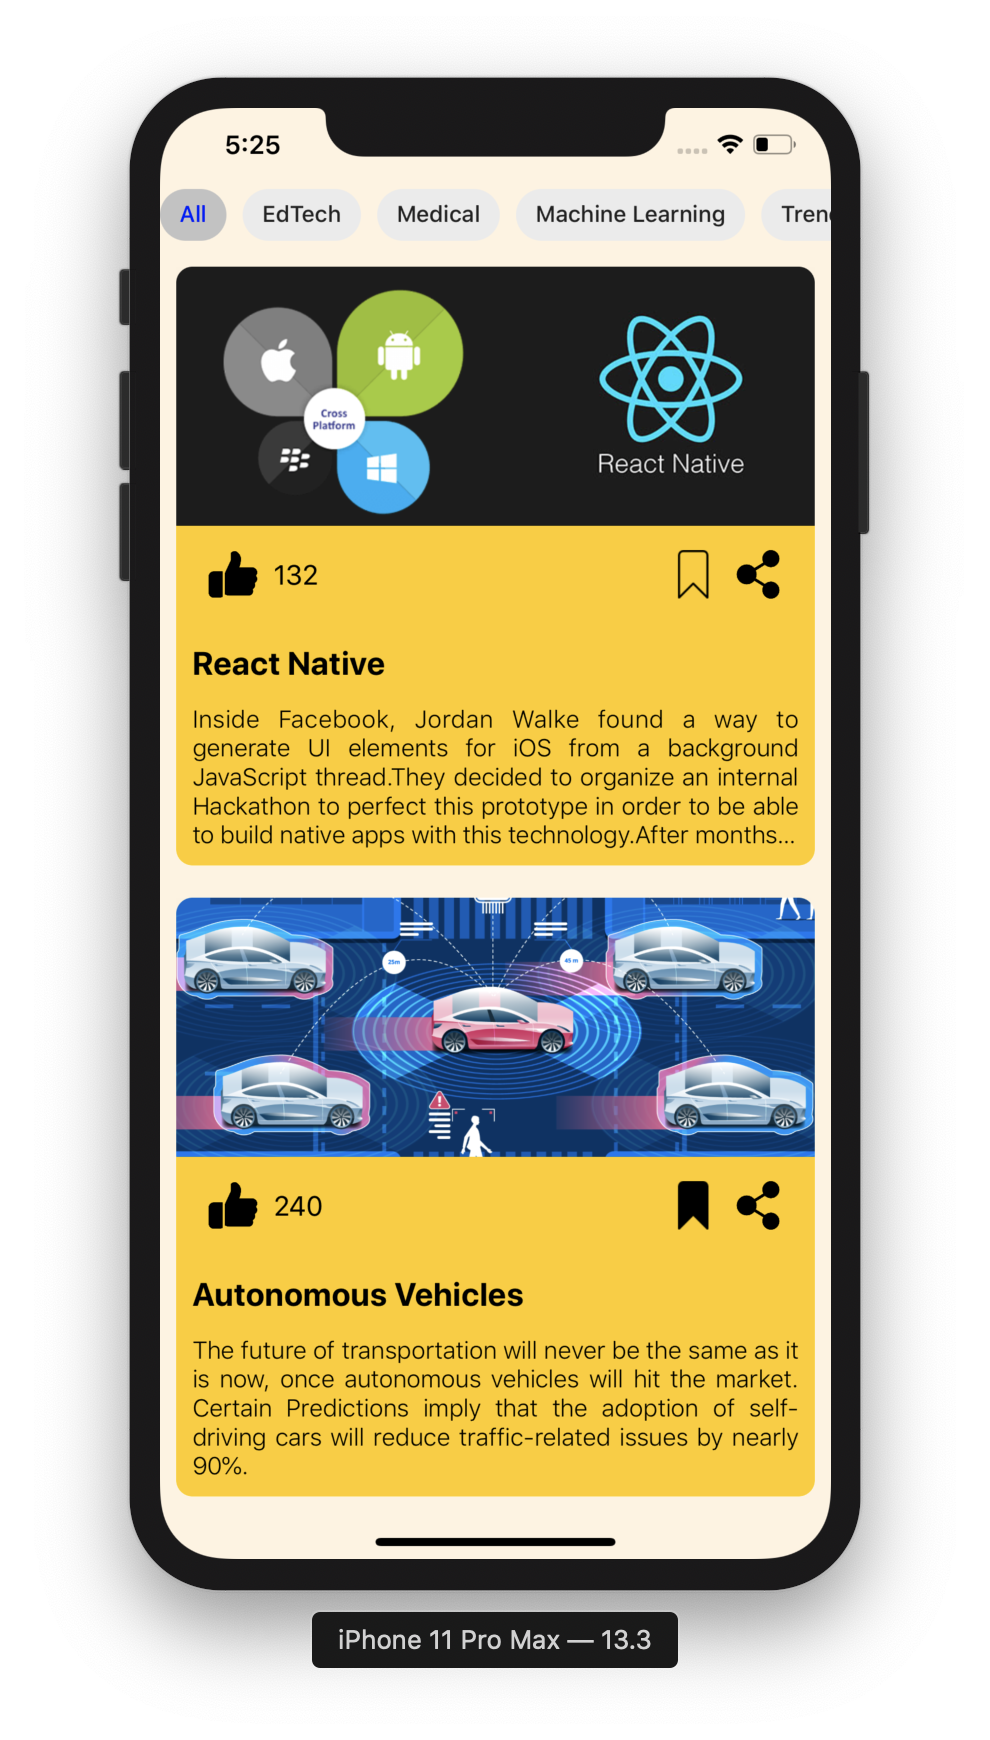 5:25
All EdTech Medical Machine Learning Tren
Cross
Platform
React Native
132
React Native
Inside Facebook, Jordan Walke found a way to
generate UI elements for iOS from a background
JavaScript thread.They decided to organize an internal
Hackathon to perfect this prototype in order to be able
to build native apps with this technology.After months...
25m 45 m
240
Autonomous Vehicles
The future of transportation will never be the same as it
is now, once autonomous vehicles will hit the market.
Certain Predictions imply that the adoption of self-
driving cars will reduce traffic-related issues by nearly
90%.
iPhone 11 Pro Max — 13.3